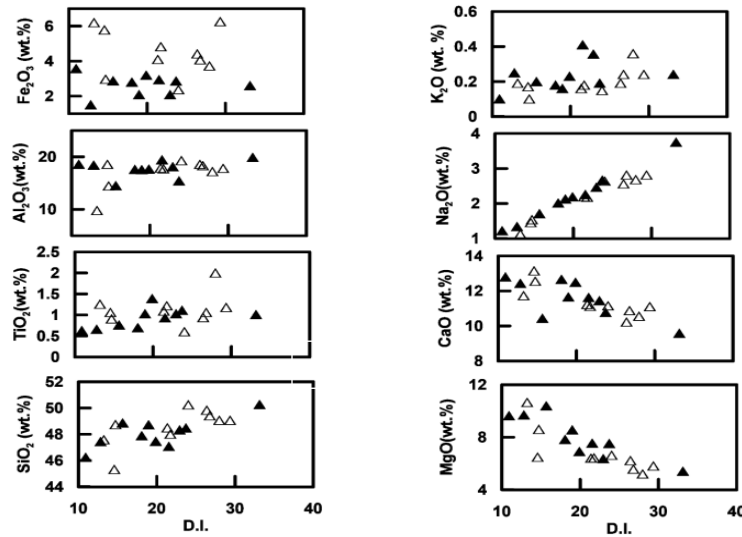 Fe₂O₃ (wt.%)
6
4
2
Al₂O₃(wt.%)
20
10
TiO₂(wt.%)
2.5
2
1.5
1
0.5
0
SiO₂ (wt.%)
52
50
48
46
44
10 20 30 40
D.I.
K₂O (wt. %)
0.6
0.4
0.2
0
Na₂O(wt.%)
4
3
2
1
CaO (wt.%)
14
12
10
8
MgO(wt.%)
12
8
4
10 20 30 40
D.I.